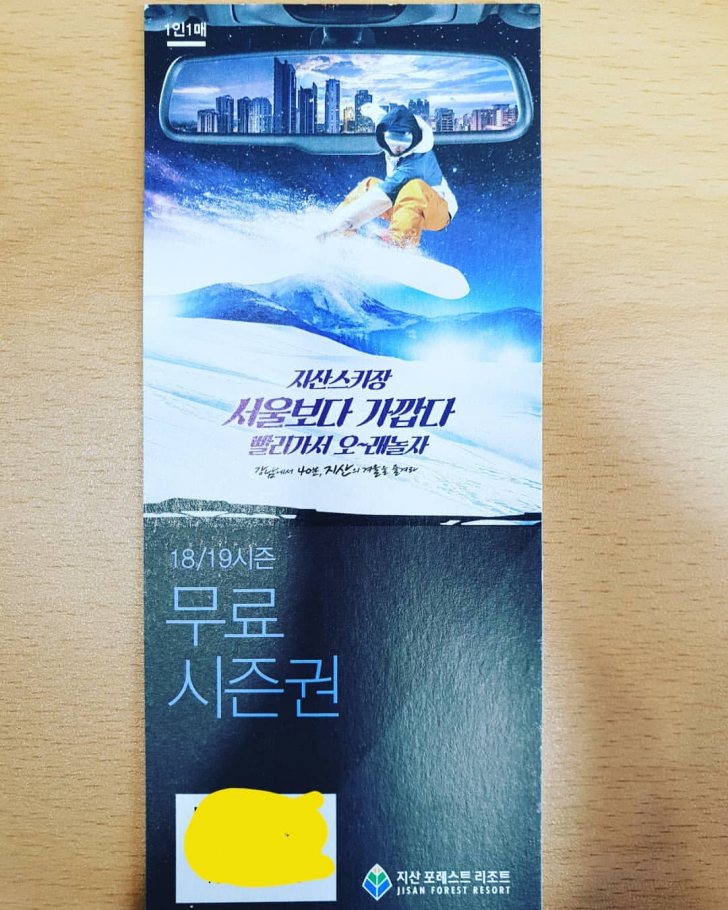 1인1매
지산스키장
서울보다 가깝다
빨리가서 오~래놀자
강남에서 40분, 지산의 겨울을 즐겨라
18/19시즌
무료
시즌권
지산 포레스트 리조트
JISAN FOREST RESORT